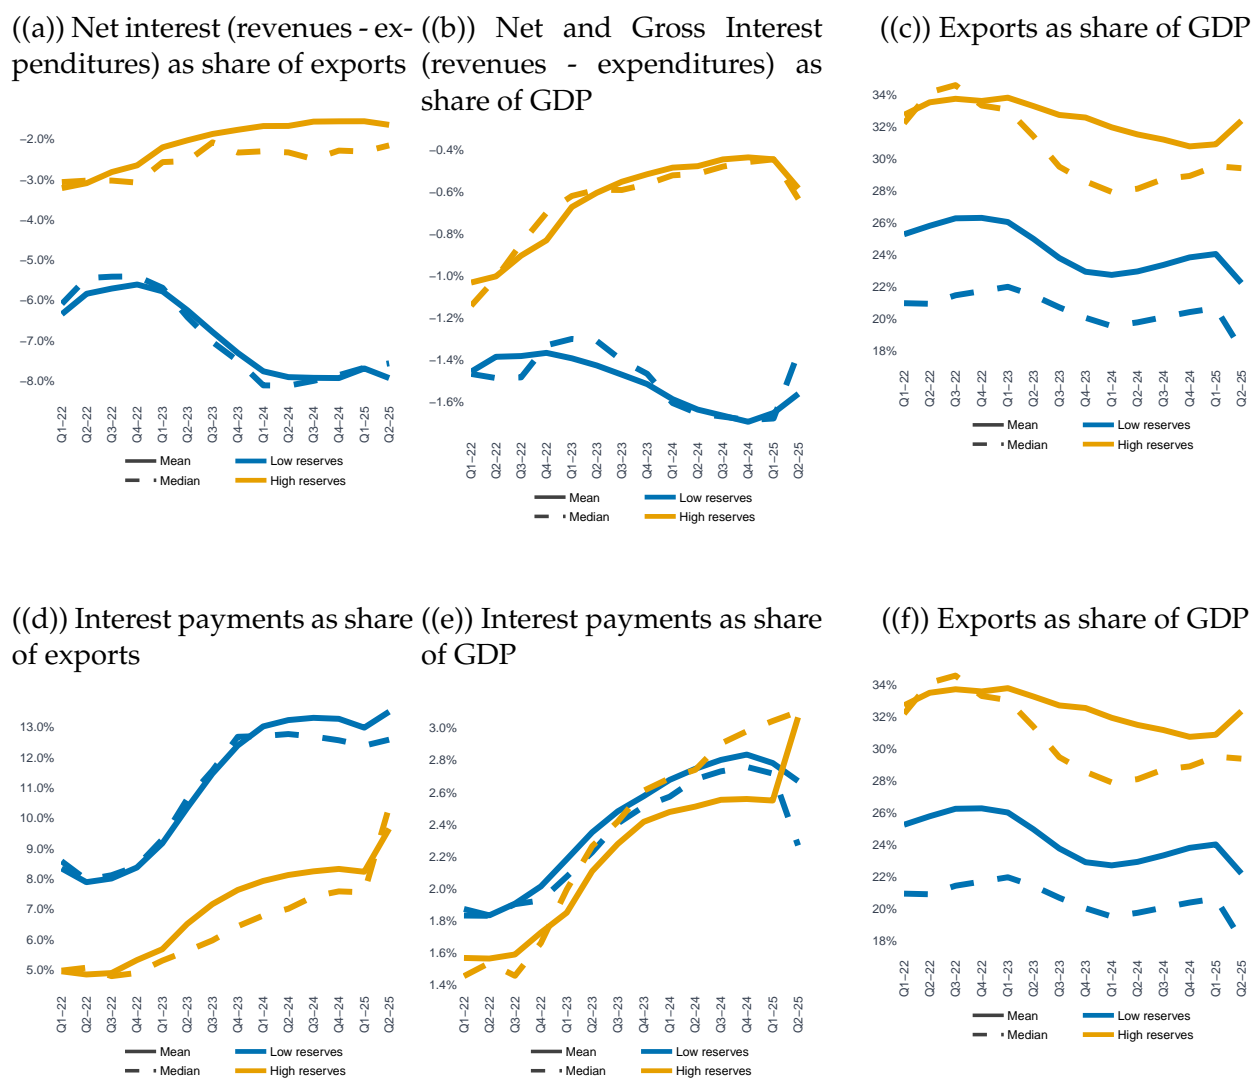 ((a)) Net interest (revenues - ex-
penditures) as share of exports
−2.0%
−3.0%
−4.0%
−5.0%
−6.0%
−7.0%
−8.0%
Q1−22
Q2−22
Q3−22
Q4−22
Q1−23
Q2−23
Q3−23
Q4−23
Q1−24
Q2−24
Q3−24
Q4−24
Q1−25
Q2−25
Mean
Low reserves
Median
High reserves
((b)) Net and Gross Interest
(revenues - expenditures) as
share of GDP
−0.4%
−0.6%
−0.8%
−1.0%
−1.2%
−1.4%
−1.6%
Q1−22
Q2−22
Q3−22
Q4−22
Q1−23
Q2−23
Q3−23
Q4−23
Q1−24
Q2−24
Q3−24
Q4−24
Q1−25
Q2−25
Mean
Low reserves
Median
High reserves
((c)) Exports as share of GDP
34%
32%
30%
28%
26%
24%
22%
20%
18%
Q1−22
Q2−22
Q3−22
Q4−22
Q1−23
Q2−23
Q3−23
Q4−23
Q1−24
Q2−24
Q3−24
Q4−24
Q1−25
Q2−25
Mean
Low reserves
Median
High reserves
((d)) Interest payments as share
of exports
13.0%
12.0%
11.0%
10.0%
9.0%
8.0%
7.0%
6.0%
5.0%
Q1−22
Q2−22
Q3−22
Q4−22
Q1−23
Q2−23
Q3−23
Q4−23
Q1−24
Q2−24
Q3−24
Q4−24
Q1−25
Q2−25
Mean
Low reserves
Median
High reserves
((e)) Interest payments as share
of GDP
3.0%
2.8%
2.6%
2.4%
2.2%
2.0%
1.8%
1.6%
1.4%
Q1−22
Q2−22
Q3−22
Q4−22
Q1−23
Q2−23
Q3−23
Q4−23
Q1−24
Q2−24
Q3−24
Q4−24
Q1−25
Q2−25
Mean
Low reserves
Median
High reserves
((f)) Exports as share of GDP
34%
32%
30%
28%
26%
24%
22%
20%
18%
Q1−22
Q2−22
Q3−22
Q4−22
Q1−23
Q2−23
Q3−23
Q4−23
Q1−24
Q2−24
Q3−24
Q4−24
Q1−25
Q2−25
Mean
Low reserves
Median
High reserves